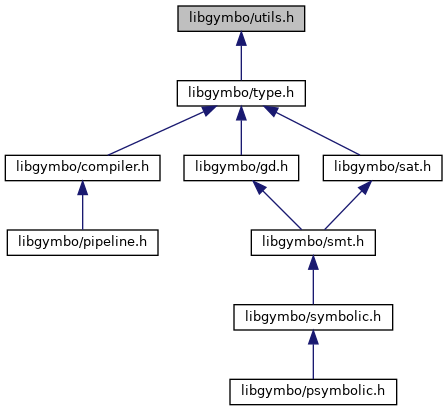 libgymbo/utils.h
libgymbo/type.h
libgymbo/compiler.h
libgymbo/gd.h
libgymbo/sat.h
libgymbo/pipeline.h
libgymbo/smt.h
libgymbo/symbolic.h
libgymbo/psymbolic.h